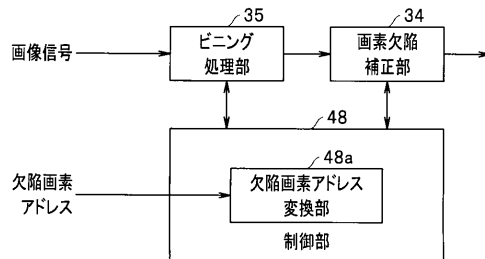 35
34
画像信号
ビニング
処理部
画素欠陥
補正部
48
48a
欠陥画素
アドレス
欠陥画素アドレス
変換部
制御部